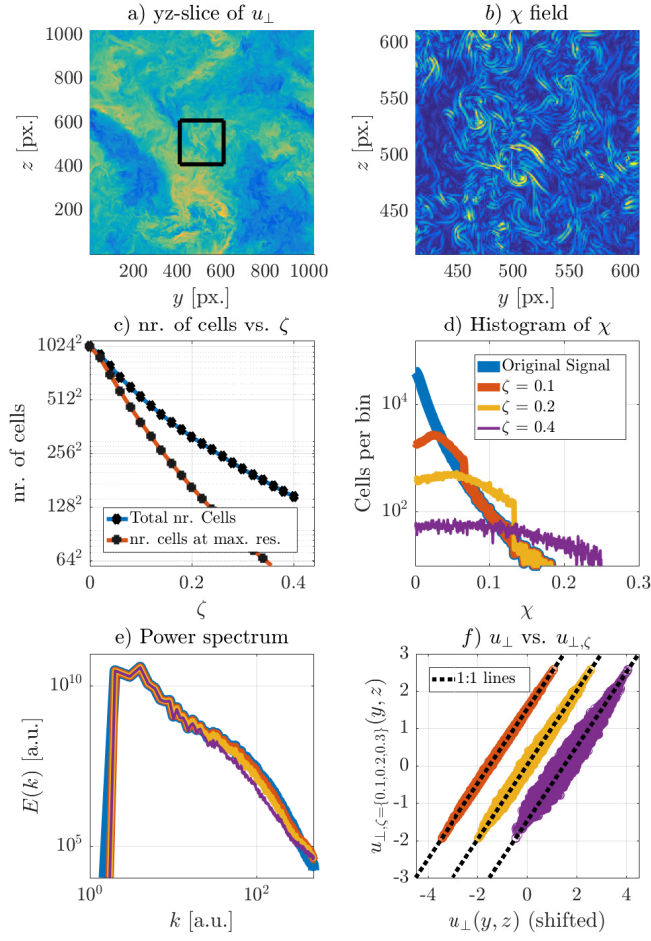 a) yz-slice of u⊥
1000
800
600
400
200
z [px.]
200 400 600 800 1000
y [px.]
b) χ field
600
550
500
450
z [px.]
450 500 550 600
y [px.]
c) nr. of cells vs. ζ
1024²
512²
256²
128²
64²
nr. of cells
Total nr. Cells
nr. cells at max. res.
0 0.2 0.4
ζ
d) Histogram of χ
Original Signal
ζ = 0.1
ζ = 0.2
ζ = 0.4
10⁴
10²
Cells per bin
0 0.1 0.2 0.3
χ
e) Power spectrum
10¹⁰
10⁵
E(k) [a.u.]
10⁰ 10²
k [a.u.]
f) u⊥ vs. u⊥,ζ
1:1 lines
3
2
1
0
-1
-2
-3
u⊥,ζ={0.1,0.2,0.3}(y, z)
-4 -2 0 2 4
u⊥(y, z) (shifted)